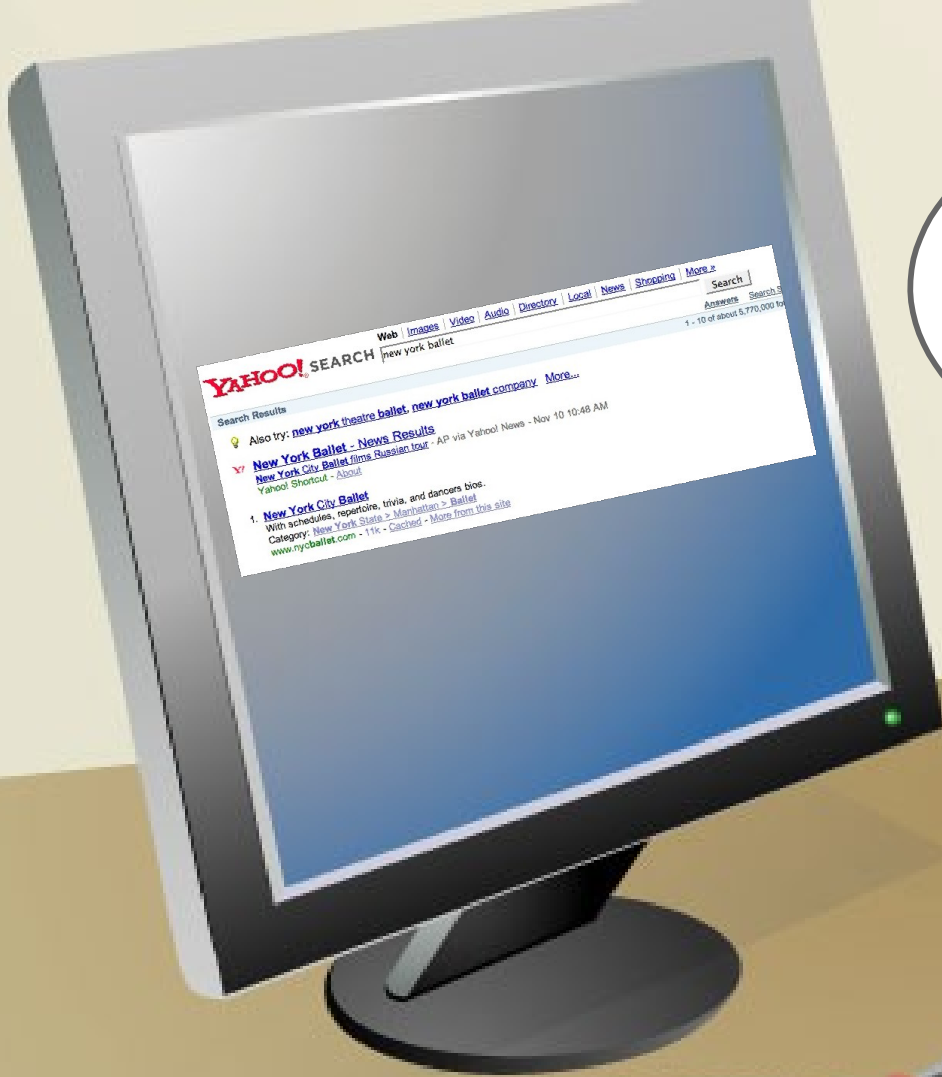 Web | Images | Video | Audio | Directory | Local | News | Shopping | More »
YAHOO! SEARCH new york ballet Search
Answers Search
Search Results 1 - 10 of about 5,770,000
Also try: new york theatre ballet, new york ballet company More...
Y! New York Ballet - News Results
New York City Ballet films Russian tour - AP via Yahoo! News - Nov 10 10:48 AM
Yahoo! Shortcut - About
1. New York City Ballet
With schedules, repertoire, trivia, and dancers bios.
Category: New York State > Manhattan > Ballet
www.nycballet.com - 11k - Cached - More from this site